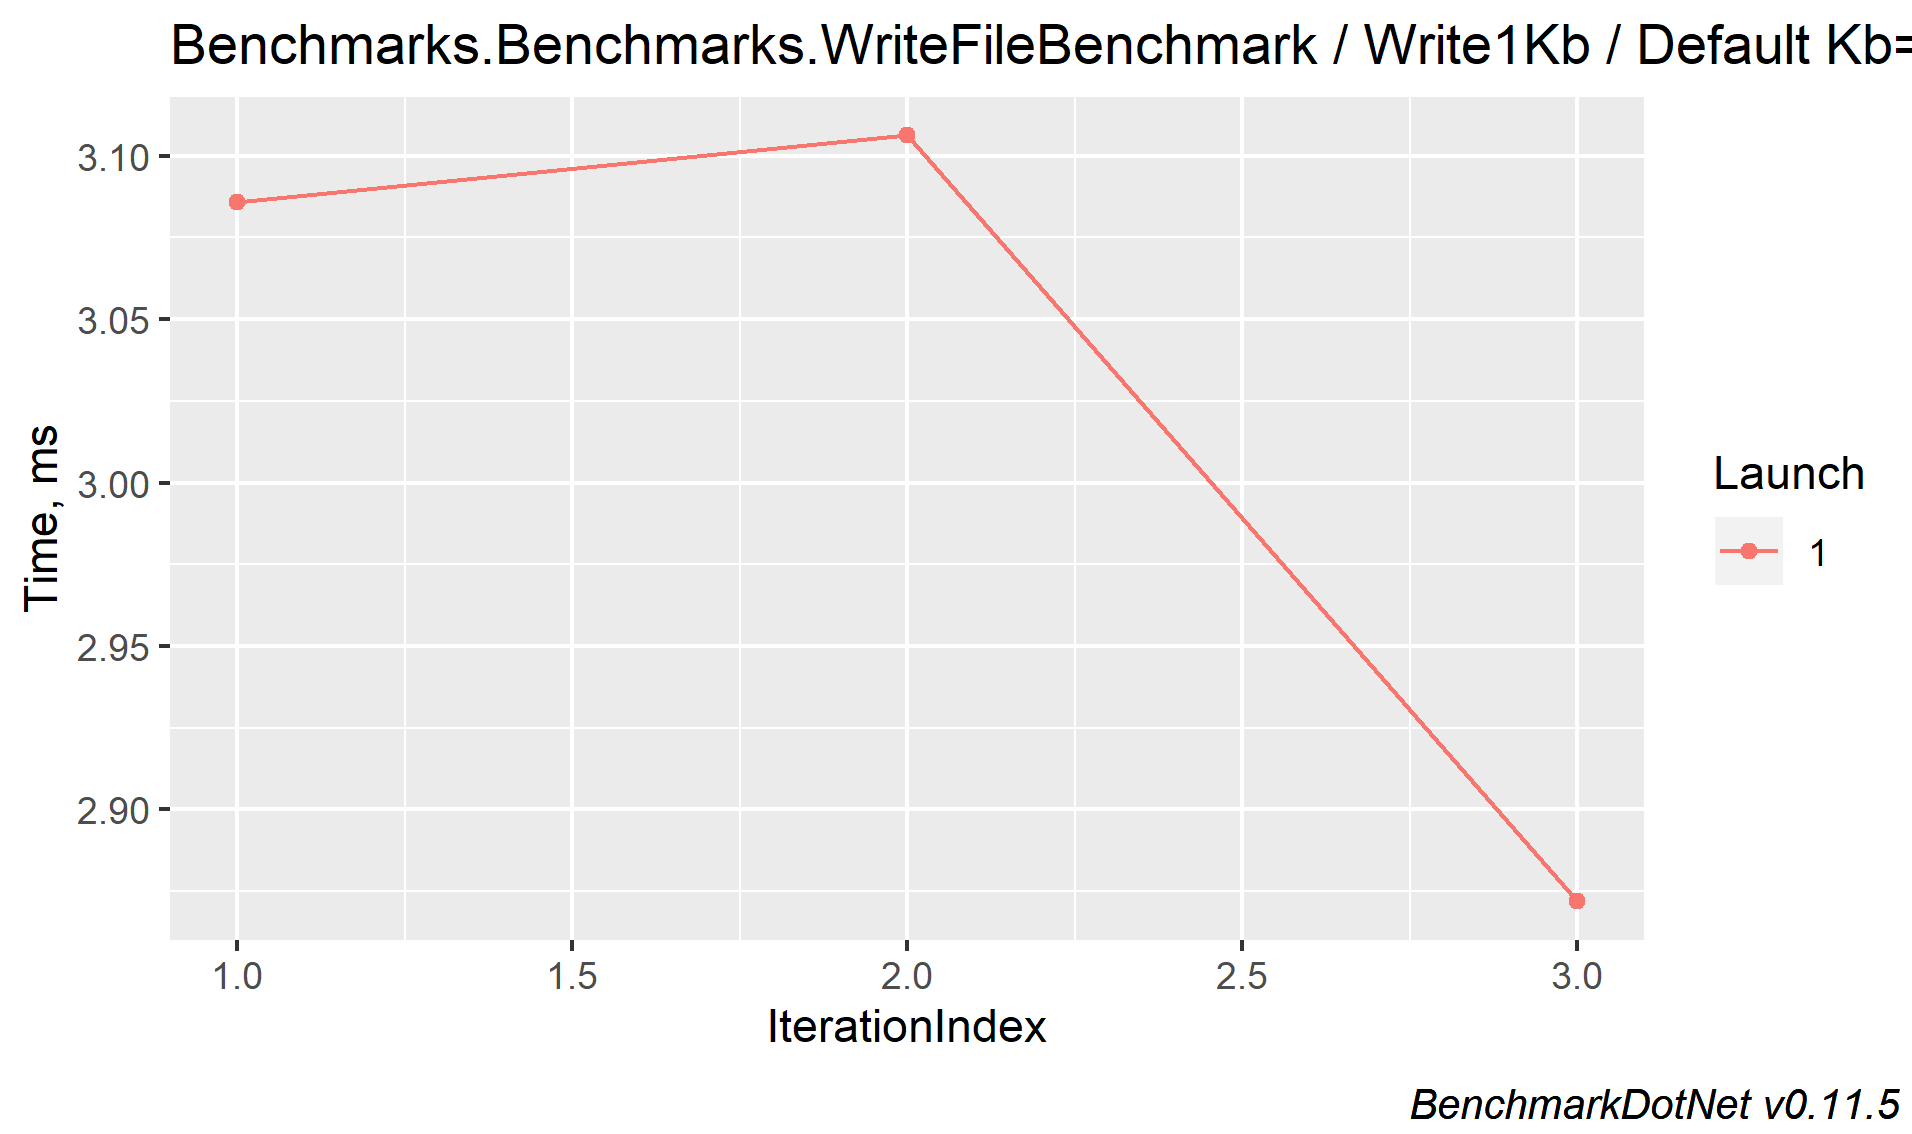 Benchmarks.Benchmarks.WriteFileBenchmark / Write1Kb / Default Kb=
3.10
3.05
3.00
2.95
2.90
Time, ms
1.0 1.5 2.0 2.5 3.0
IterationIndex
Launch
1
BenchmarkDotNet v0.11.5